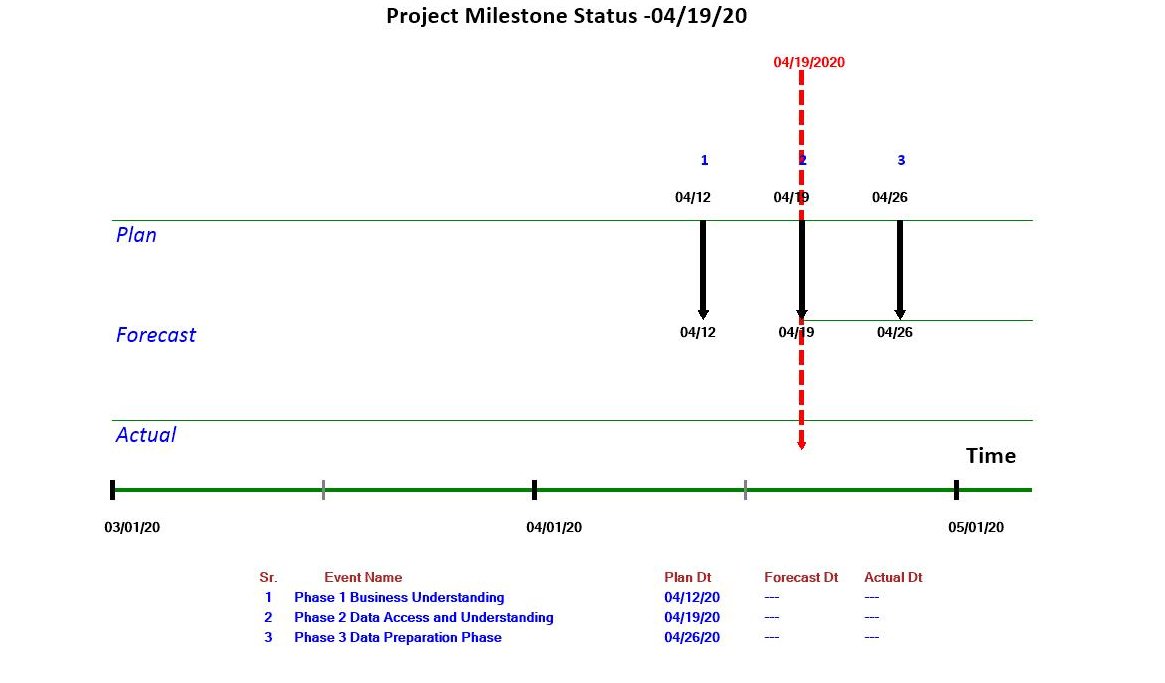 Project Milestone Status -04/19/20
04/19/2020
1 2 3
04/12 04/19 04/26
Plan
04/12 04/19 04/26
Forecast
Actual
Time
03/01/20 04/01/20 05/01/20
Sr. Event Name Plan Dt Forecast Dt Actual Dt
1 Phase 1 Business Understanding 04/12/20 --- ---
2 Phase 2 Data Access and Understanding 04/19/20 --- ---
3 Phase 3 Data Preparation Phase 04/26/20 --- ---